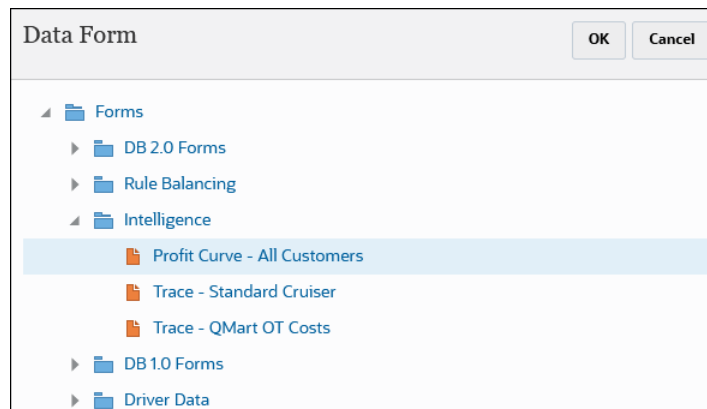 Data Form
OK
Cancel
Forms
DB 2.0 Forms
Rule Balancing
Intelligence
Profit Curve - All Customers
Trace - Standard Cruiser
Trace - QMart OT Costs
DB 1.0 Forms
Driver Data